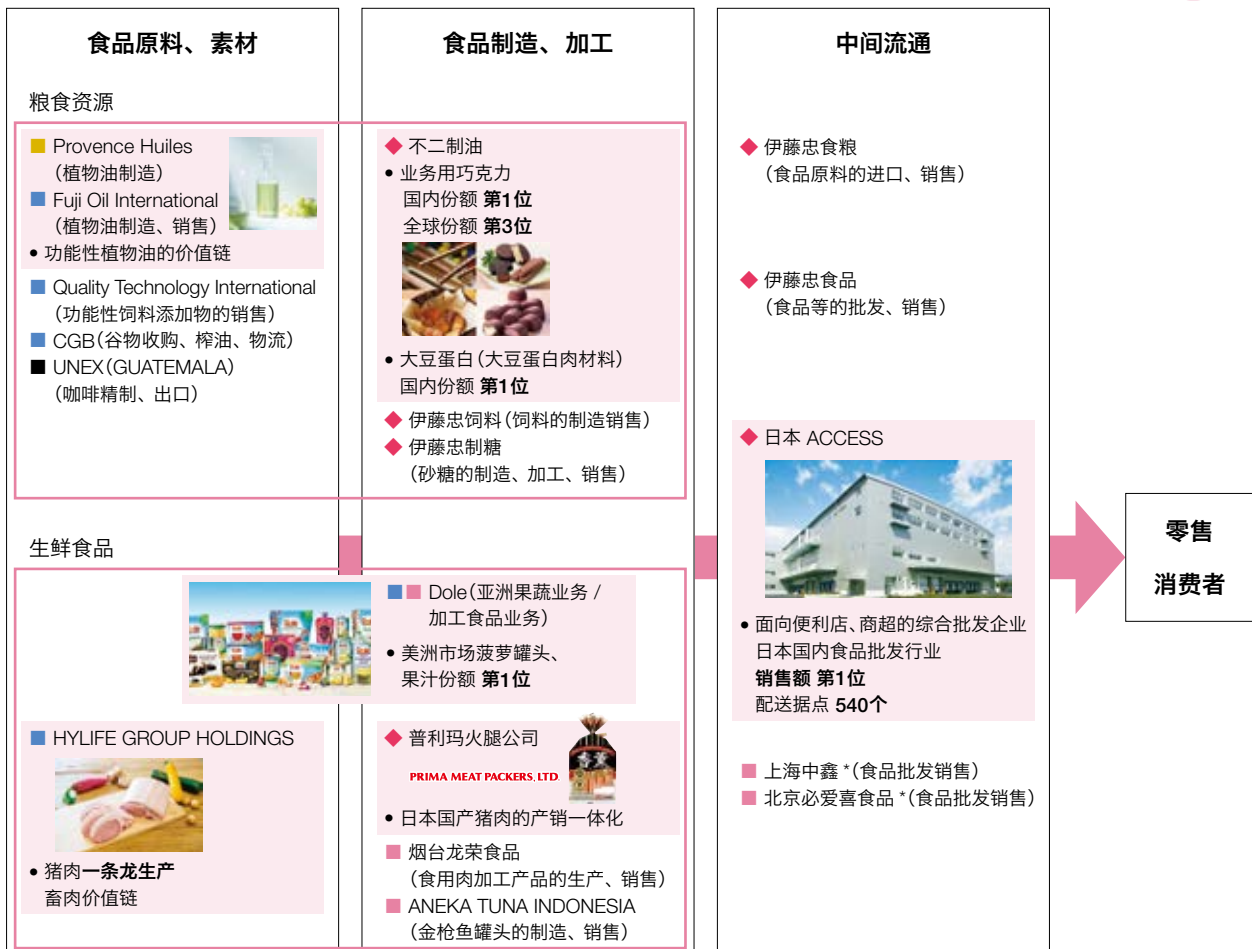 食品原料、素材
粮食资源
■ Provence Huiles
(植物油制造)
■ Fuji Oil International
(植物油制造、销售)
• 功能性植物油的价值链
■ Quality Technology International
(功能性饲料添加物的销售)
■ CGB(谷物收购、榨油、物流)
■ UNEX(GUATEMALA)
(咖啡精制、出口)
生鲜食品
■ HYLIFE GROUP HOLDINGS
• 猪肉一条龙生产
畜肉价值链
食品制造、加工
◆ 不二制油
• 业务用巧克力
国内份额 第1位
全球份额 第3位
• 大豆蛋白(大豆蛋白肉材料)
国内份额 第1位
◆ 伊藤忠饲料(饲料的制造销售)
◆ 伊藤忠制糖
(砂糖的制造、加工、销售)
■■ Dole(亚洲果蔬业务 /
加工食品业务)
• 美洲市场菠萝罐头、
果汁份额 第1位
◆ 普利玛火腿公司
PRIMA MEAT PACKERS, LTD.
• 日本国产猪肉的产销一体化
■ 烟台龙荣食品
(食用肉加工产品的生产、销售)
■ ANEKA TUNA INDONESIA
(金枪鱼罐头的制造、销售)
中间流通
◆ 伊藤忠食粮
(食品原料的进口、销售)
◆ 伊藤忠食品
(食品等的批发、销售)
◆ 日本 ACCESS
• 面向便利店、商超的综合批发企业
日本国内食品批发行业
销售额 第1位
配送据点 540个
■ 上海中鑫 *(食品批发销售)
■ 北京必爱喜食品 *(食品批发销售)
零售
消费者